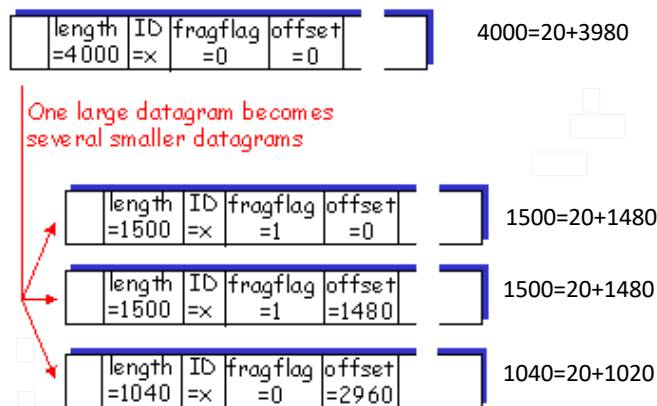 length ID fragflag offset
=4000 =x =0 =0
4000=20+3980
One large datagram becomes
several smaller datagrams
length ID fragflag offset
=1500 =x =1 =0
1500=20+1480
length ID fragflag offset
=1500 =x =1 =1480
1500=20+1480
length ID fragflag offset
=1040 =x =0 =2960
1040=20+1020